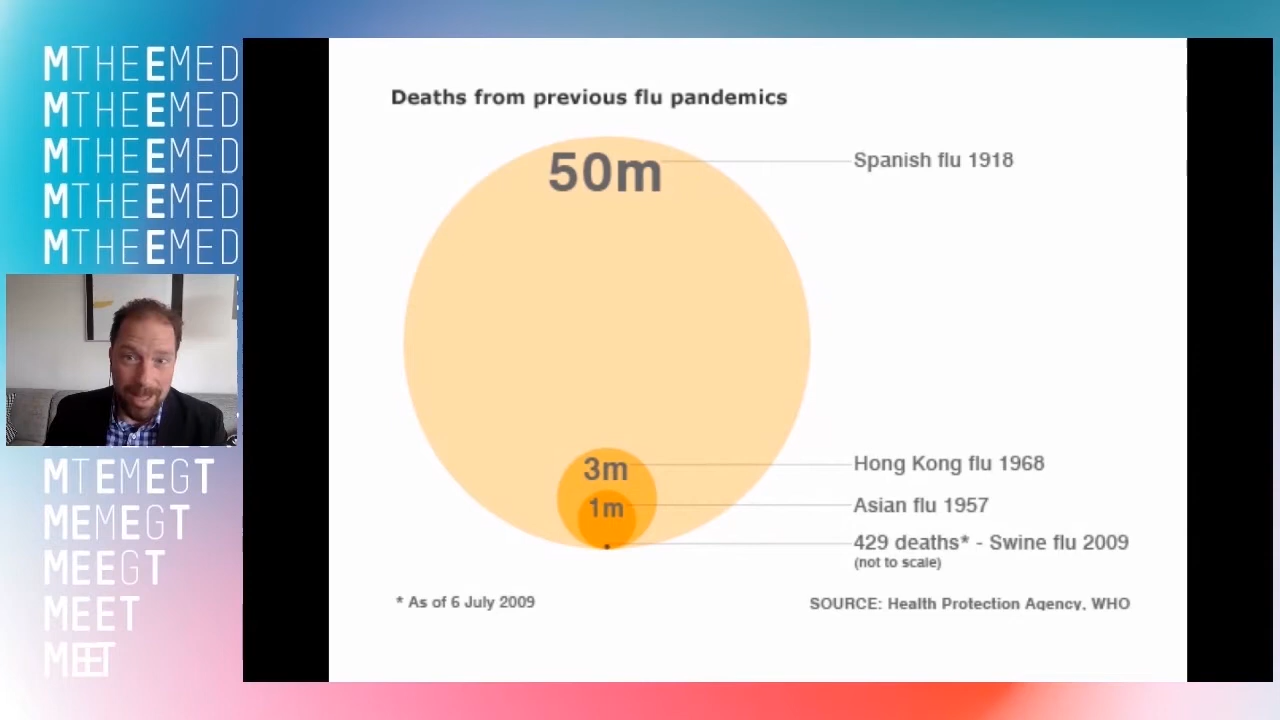 MTHEEMED
MTHEEMED
MTHEEMED
MTHEEMED
MTHEEMED
MTEMEGT
MEMEGT
MEEGT
MEET
MEET
Deaths from previous flu pandemics
50m
Spanish flu 1918
3m
Hong Kong flu 1968
1m
Asian flu 1957
429 deaths* - Swine flu 2009
(not to scale)
* As of 6 July 2009
SOURCE: Health Protection Agency, WHO